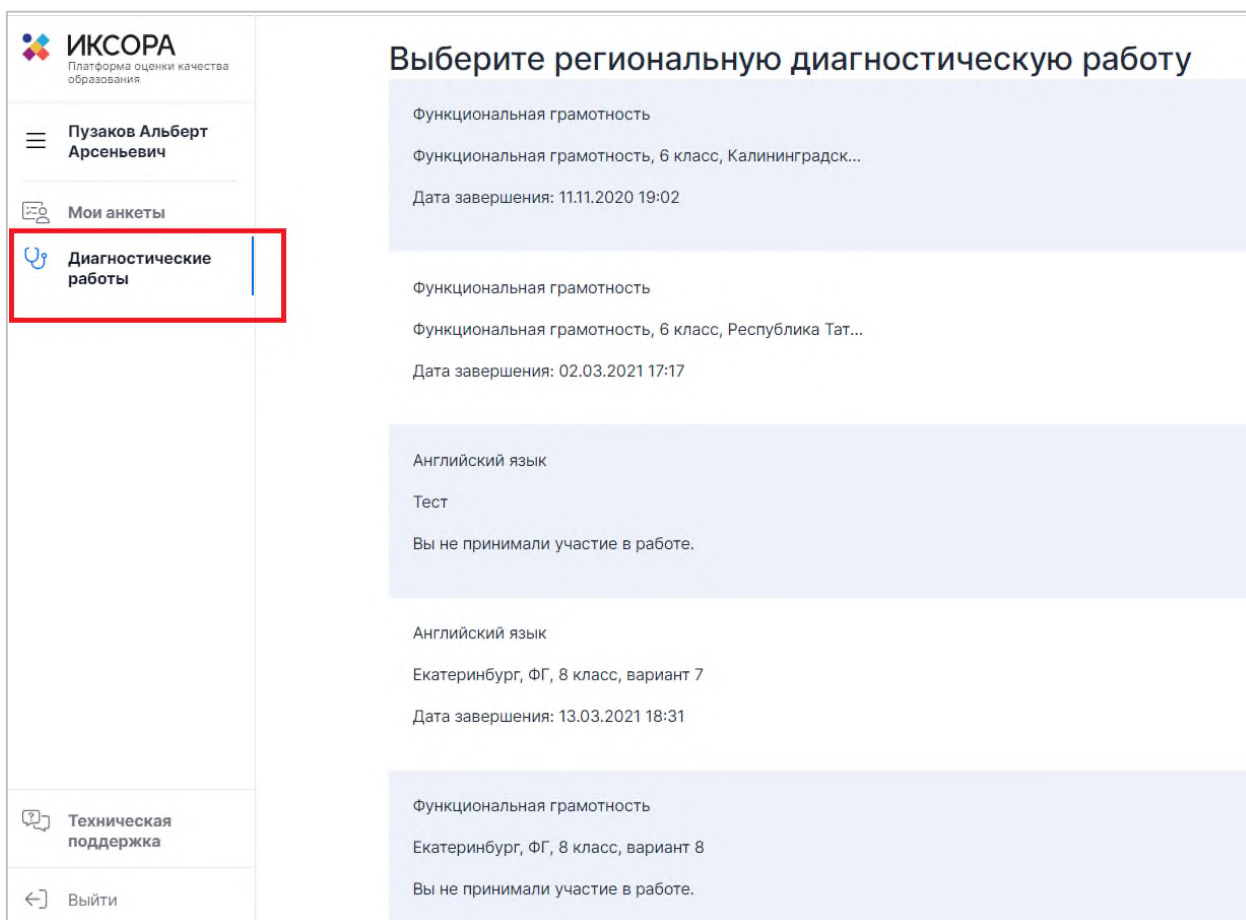 ИКСОРА
Платформа оценки качества
образования
Пузаков Альберт
Арсеньевич
Мои анкеты
Диагностические
работы
Техническая
поддержка
Выйти
Выберите региональную диагностическую работу
Функциональная грамотность
Функциональная грамотность, 6 класс, Калининградск...
Дата завершения: 11.11.2020 19:02
Функциональная грамотность
Функциональная грамотность, 6 класс, Республика Тат...
Дата завершения: 02.03.2021 17:17
Английский язык
Тест
Вы не принимали участие в работе.
Английский язык
Екатеринбург, ФГ, 8 класс, вариант 7
Дата завершения: 13.03.2021 18:31
Функциональная грамотность
Екатеринбург, ФГ, 8 класс, вариант 8
Вы не принимали участие в работе.